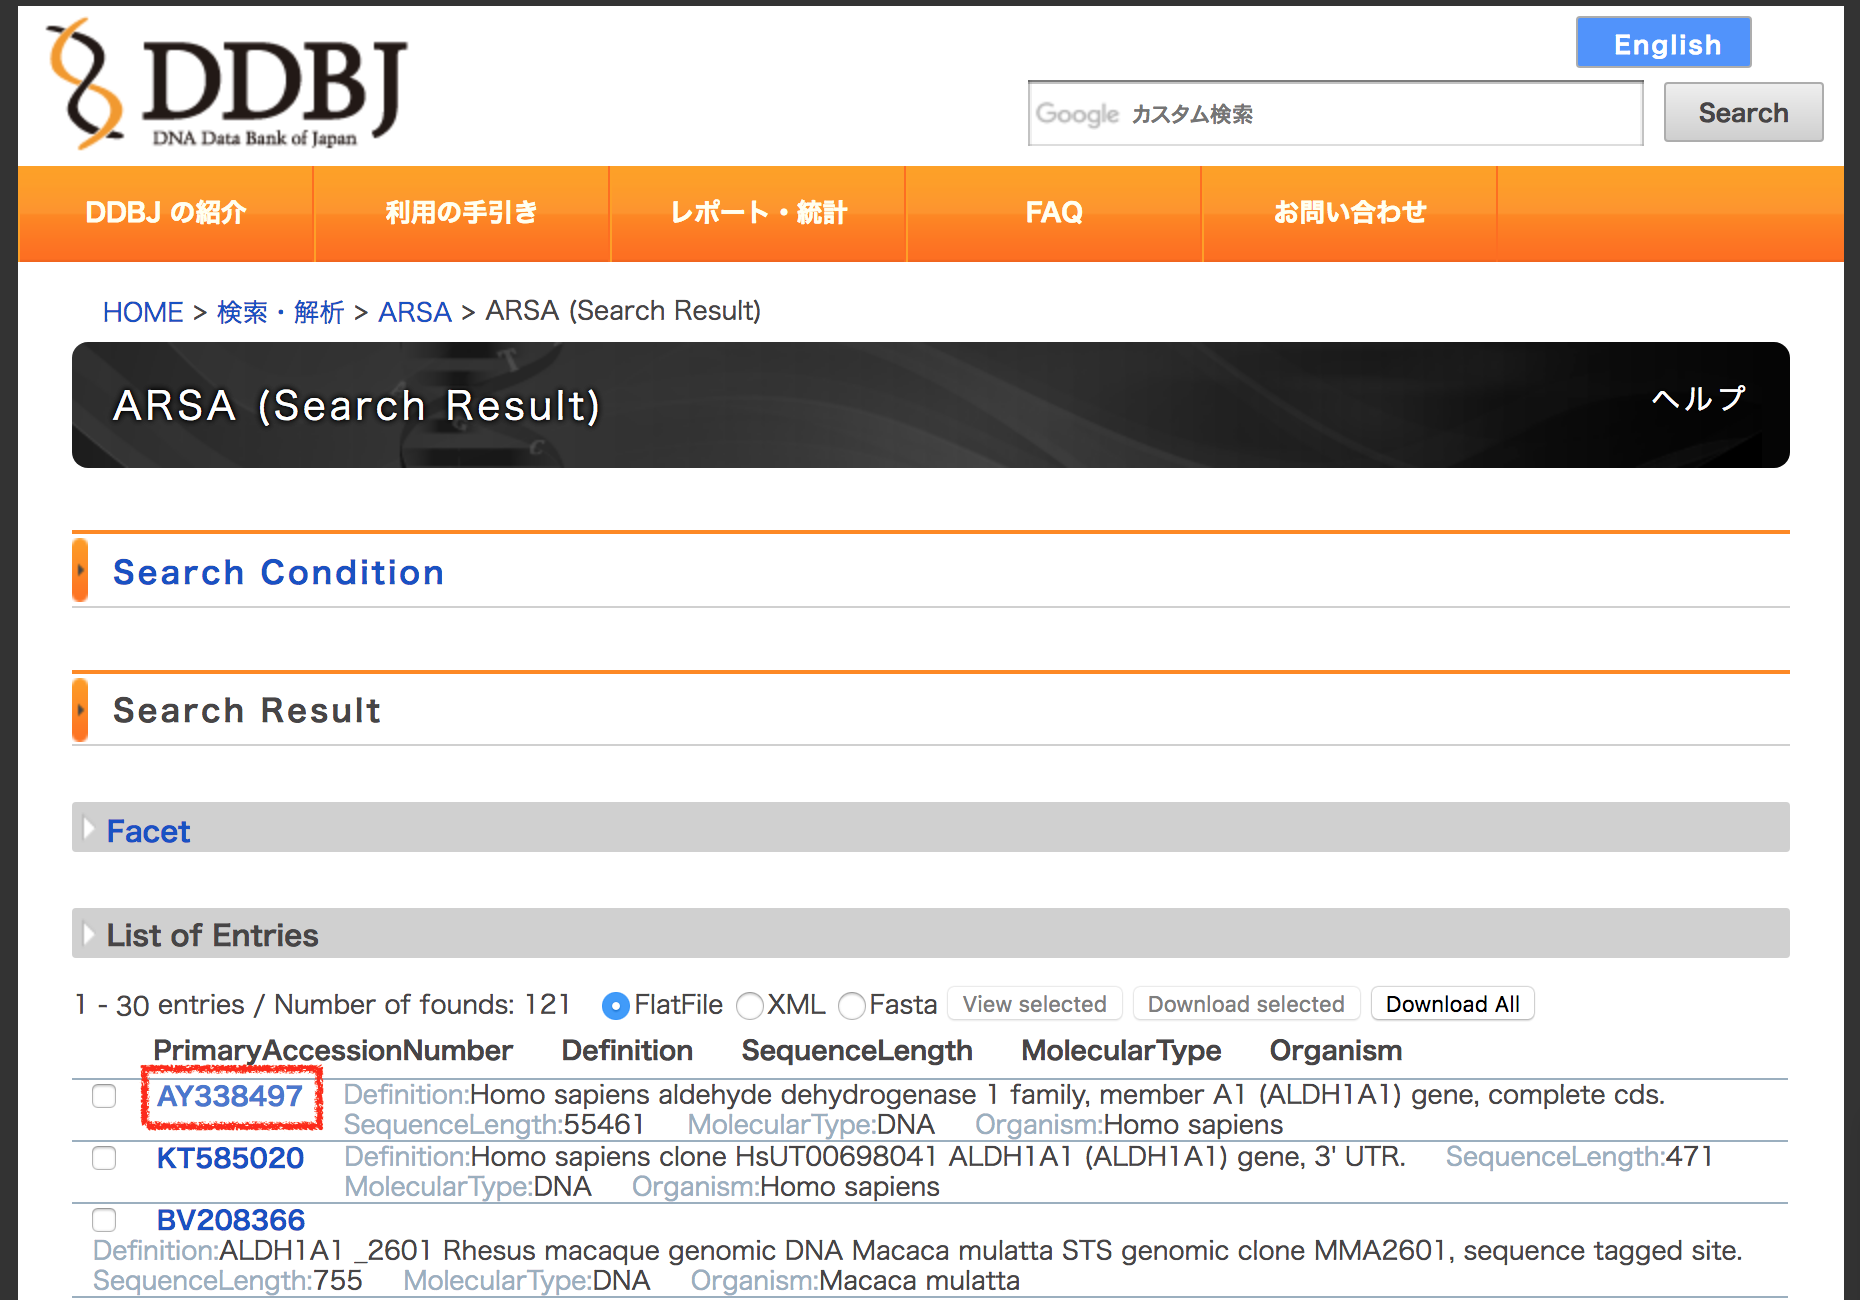 DDBJ
DNA Data Bank of Japan
English
Google カスタム検索
Search
DDBJ の紹介
利用の手引き
レポート・統計
FAQ
お問い合わせ
HOME > 検索・解析 > ARSA > ARSA (Search Result)
ARSA (Search Result)
ヘルプ
Search Condition
Search Result
Facet
List of Entries
1 - 30 entries / Number of founds: 121 FlatFile XML Fasta View selected Download selected Download All
PrimaryAccessionNumber Definition SequenceLength MolecularType Organism
AY338497 Definition:Homo sapiens aldehyde dehydrogenase 1 family, member A1 (ALDH1A1) gene, complete cds.
SequenceLength:55461 MolecularType:DNA Organism:Homo sapiens
KT585020 Definition:Homo sapiens clone HsUT00698041 ALDH1A1 (ALDH1A1) gene, 3' UTR. SequenceLength:471
MolecularType:DNA Organism:Homo sapiens
BV208366
Definition:ALDH1A1 _2601 Rhesus macaque genomic DNA Macaca mulatta STS genomic clone MMA2601, sequence tagged site.
SequenceLength:755 MolecularType:DNA Organism:Macaca mulatta